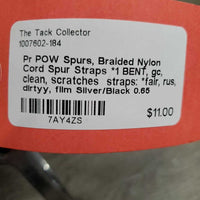 The Tack Collector
1007602-184
Pr POW Spurs, Braided Nylon
Cord Spur Straps *1 BENT, gc,
clean, scratches straps: *fair, rus,
dirtyy, film Silver/Black 0.65
7AY4ZS
$11.00